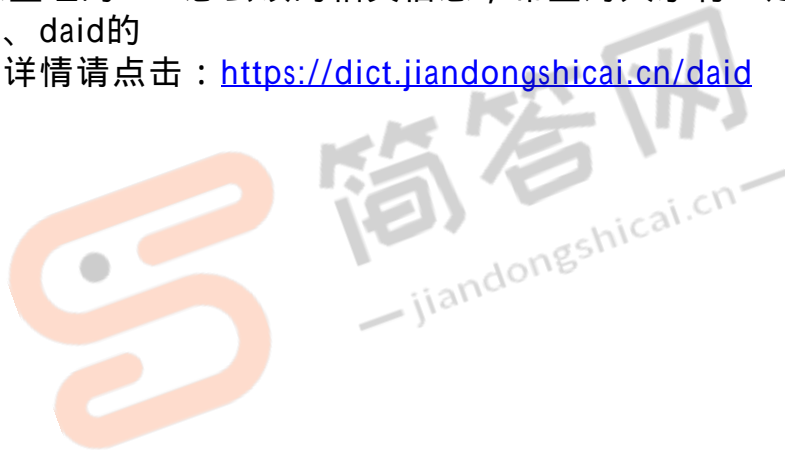 、daid的
详情请点击：https://dict.jiandongshicai.cn/daid
简答网
jiandongshicai.cn